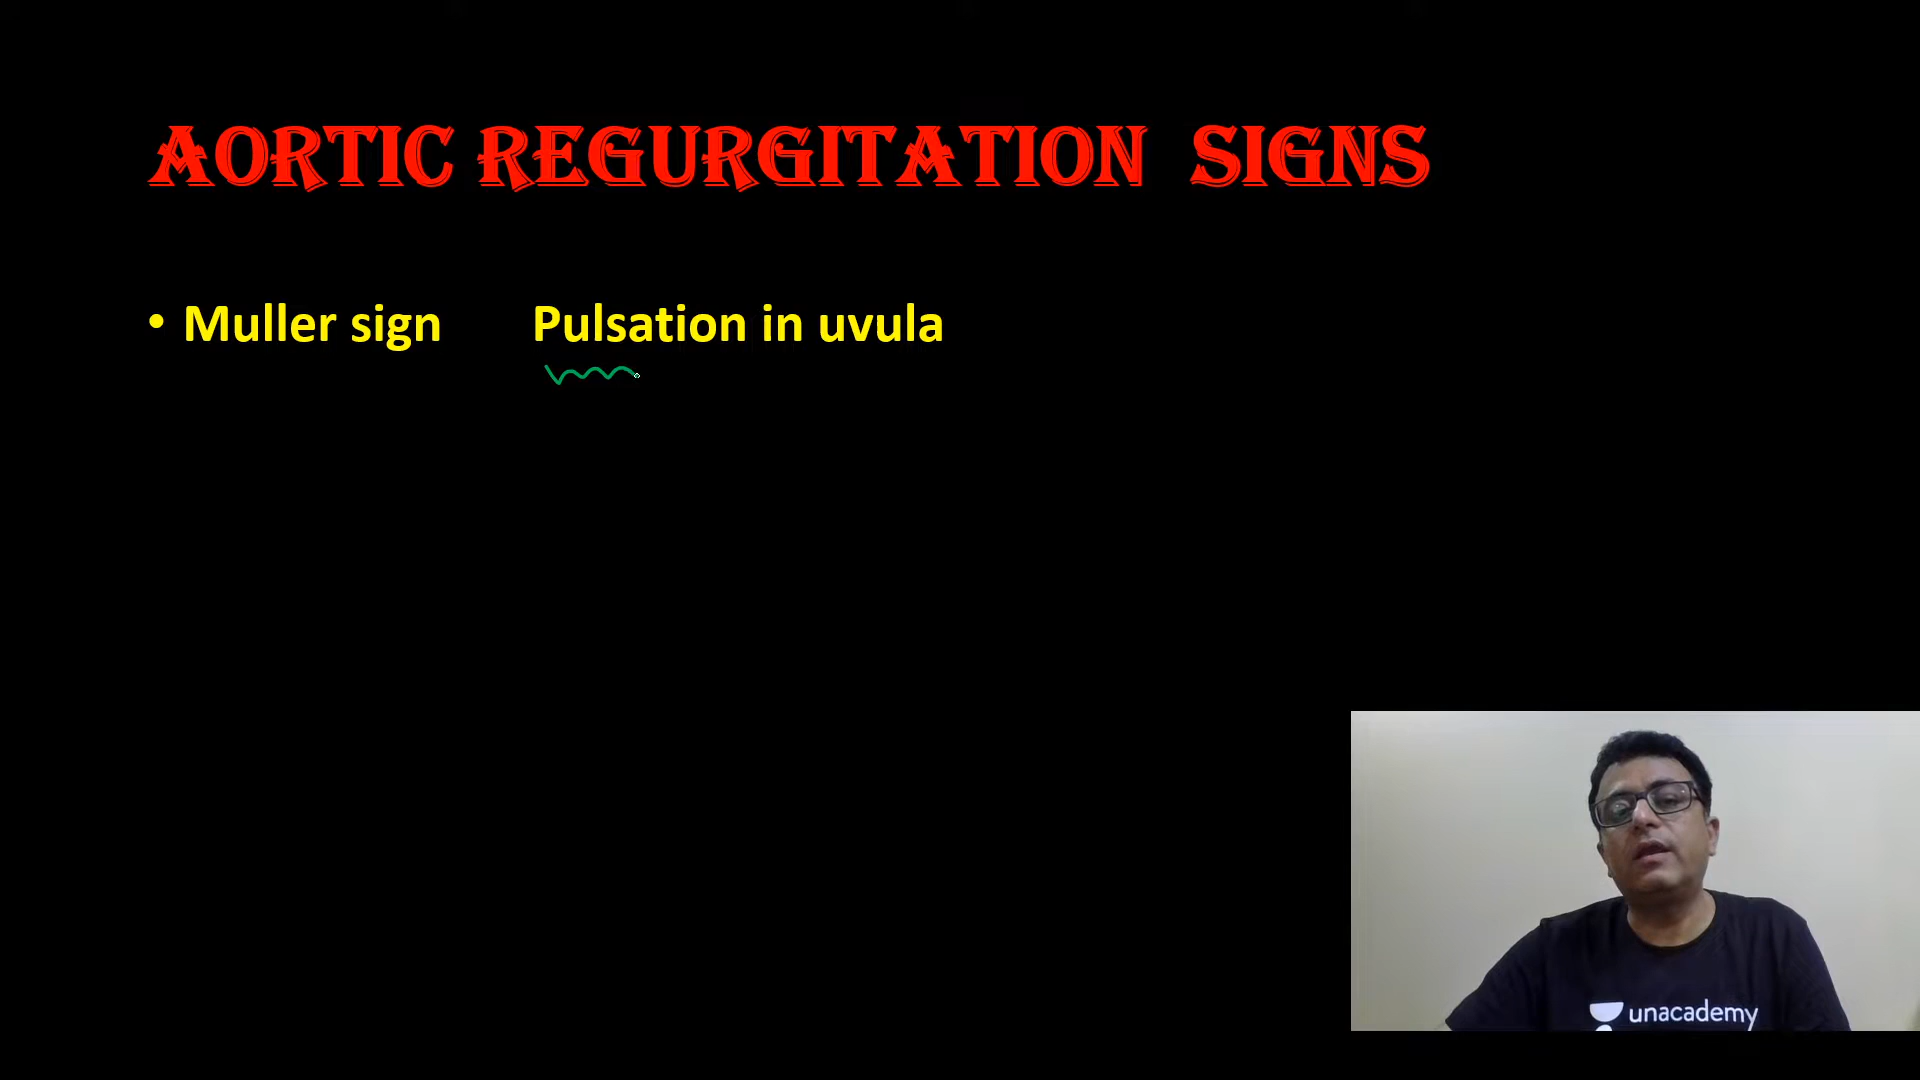 AORTIC REGURGITATION SIGNS
• Muller sign Pulsation in uvula
unacademy